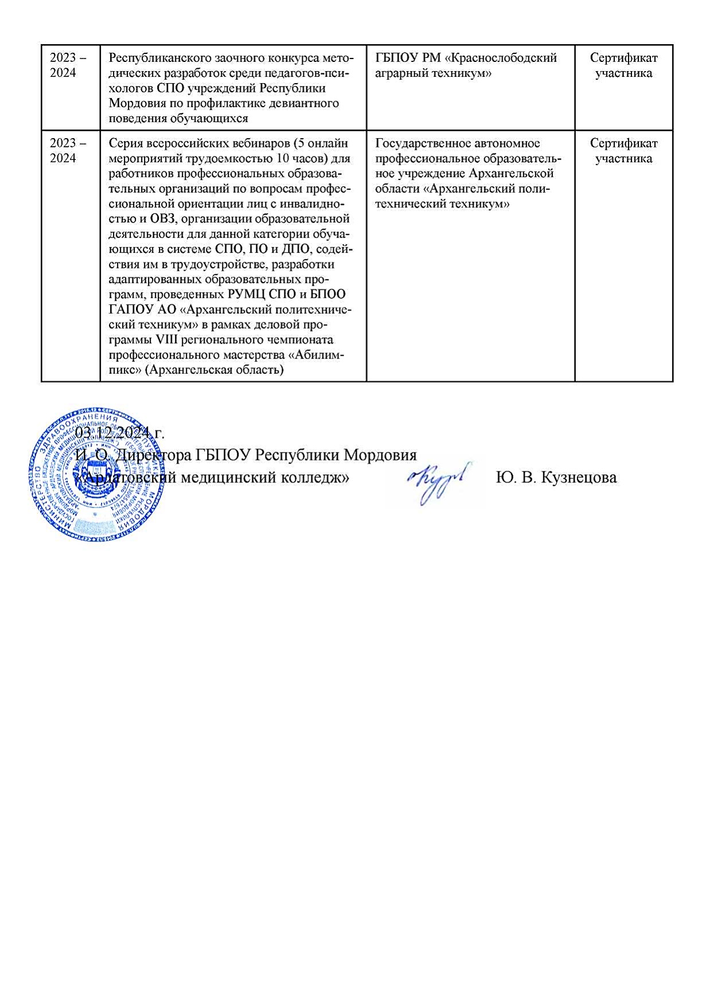 2023 –
2024
Республиканского заочного конкурса мето-
дических разработок среди педагогов-пси-
хологов СПО учреждений Республики
Мордовия по профилактике девиантного
поведения обучающихся
ГБПОУ РМ «Краснослободский
аграрный техникум»
Сертификат
участника
2023 –
2024
Серия всероссийских вебинаров (5 онлайн
мероприятий трудоемкостью 10 часов) для
работников профессиональных образова-
тельных организаций по вопросам профес-
сиональной ориентации лиц с инвалидно-
стью и ОВЗ, организации образовательной
деятельности для данной категории обуча-
ющихся в системе СПО, ПО и ДПО, содей-
ствия им в трудоустройстве, разработки
адаптированных образовательных про-
грамм, проведенных РУМЦ СПО и БПОО
ГАПОУ АО «Архангельский политехниче-
ский техникум» в рамках деловой про-
граммы VIII регионального чемпионата
профессионального мастерства «Абилим-
пикс» (Архангельская область)
Государственное автономное
профессиональное образователь-
ное учреждение Архангельской
области «Архангельский поли-
технический техникум»
Сертификат
участника
03.12.2024 г.
И. О. Директора ГБПОУ Республики Мордовия
«Ардатовский медицинский колледж»
Ю. В. Кузнецова
МИНИСТЕРСТВО ЗДРАВООХРАНЕНИЯ РЕСПУБЛИКИ МОРДОВИЯ